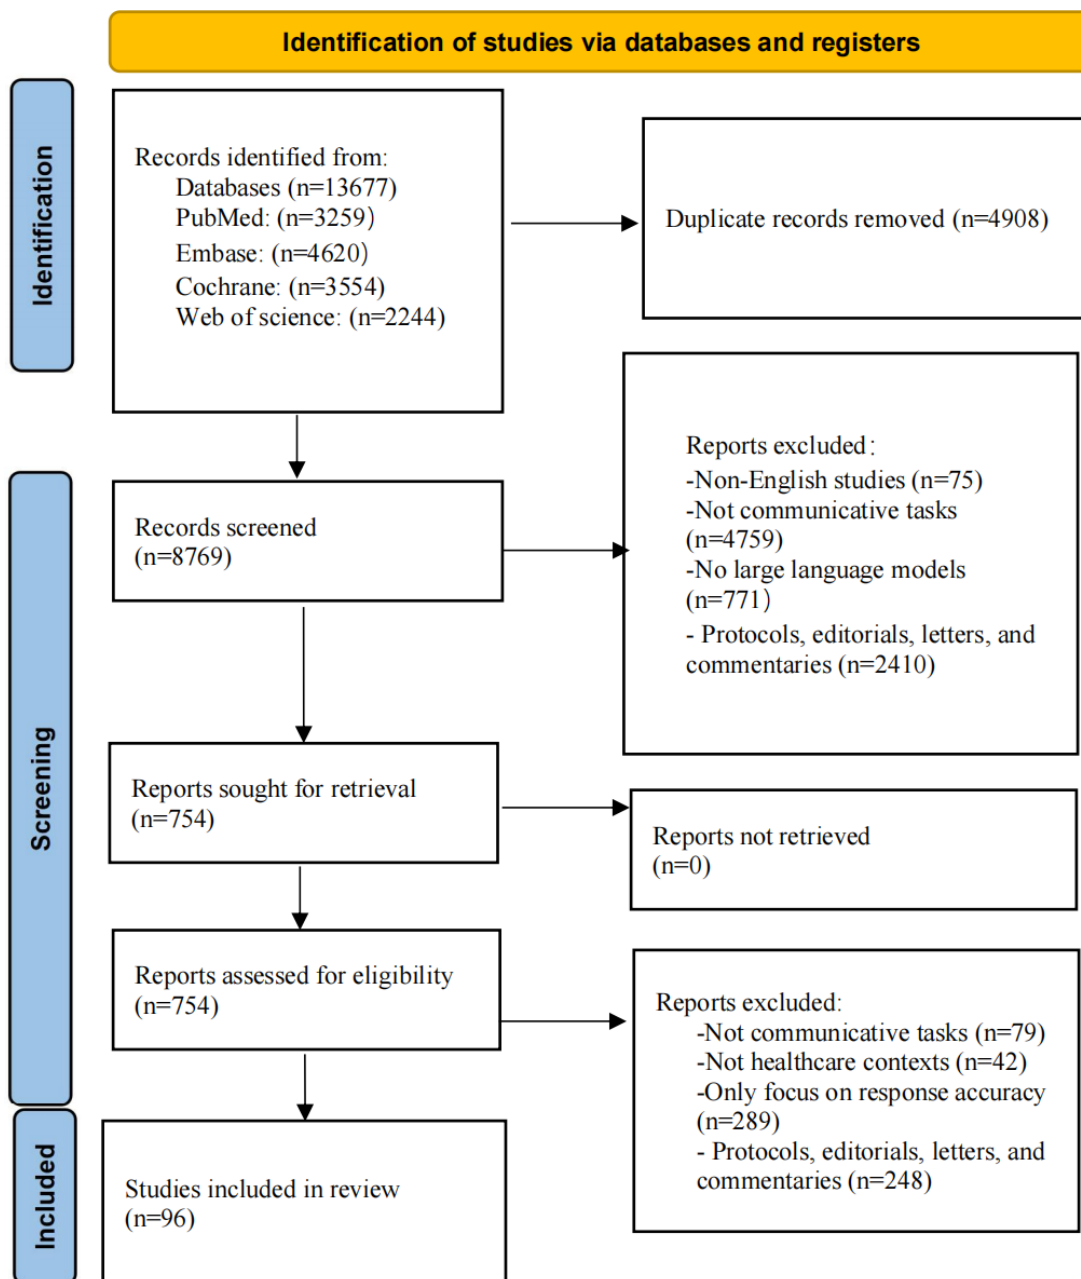 Identification of studies via databases and registers
Identification
Records identified from:
Databases (n=13677)
PubMed: (n=3259）
Embase: (n=4620)
Cochrane: (n=3554)
Web of science: (n=2244)
Duplicate records removed (n=4908)
Screening
Records screened
(n=8769)
Reports excluded：
-Non-English studies (n=75)
-Not communicative tasks
(n=4759)
-No large language models
(n=771）
- Protocols, editorials, letters, and
commentaries (n=2410)
Reports sought for retrieval
(n=754)
Reports not retrieved
(n=0)
Reports assessed for eligibility
(n=754)
Reports excluded:
-Not communicative tasks (n=79)
-Not healthcare contexts (n=42)
-Only focus on response accuracy
(n=289)
- Protocols, editorials, letters, and
commentaries (n=248)
Included
Studies included in review
(n=96)